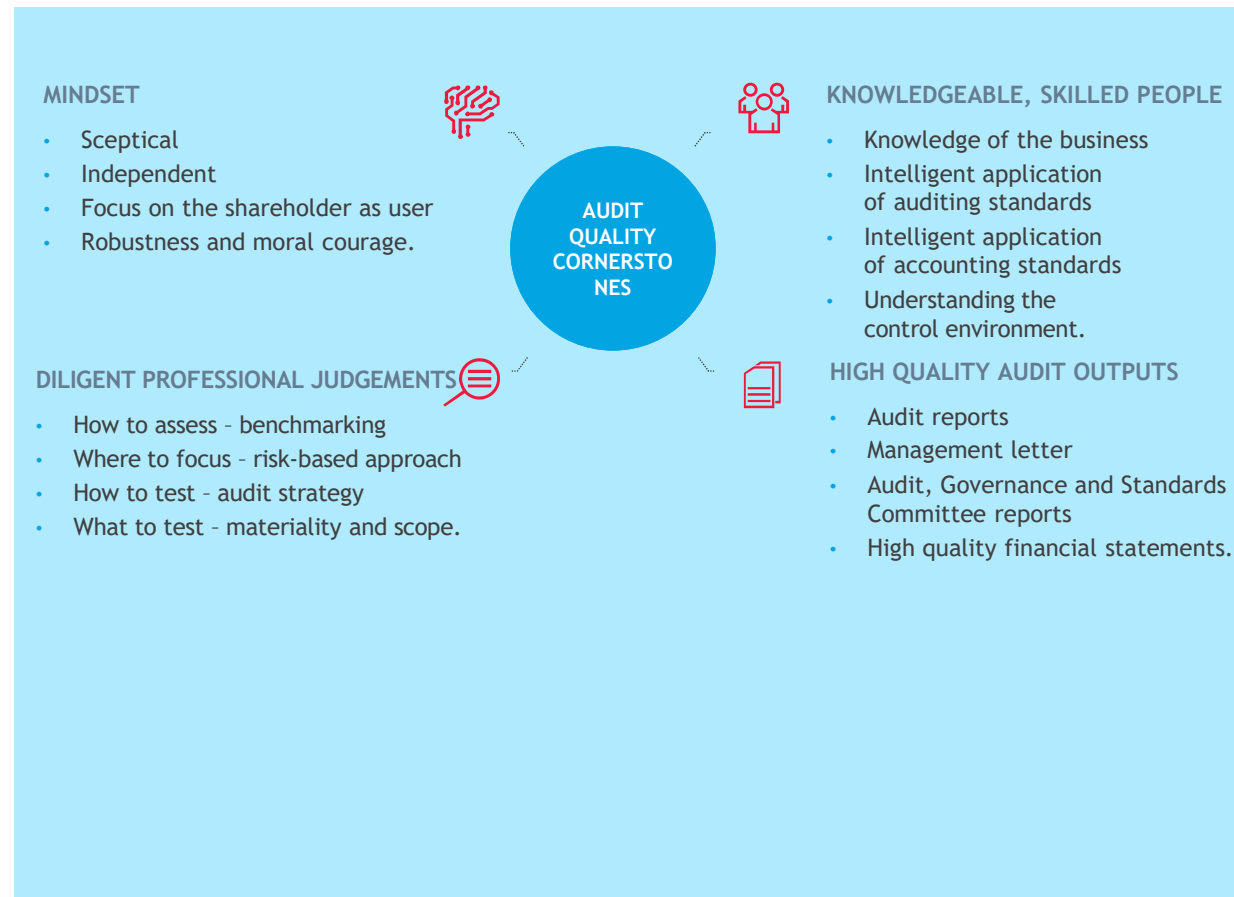 MINDSET
• Sceptical
• Independent
• Focus on the shareholder as user
• Robustness and moral courage.
KNOWLEDGEABLE, SKILLED PEOPLE
• Knowledge of the business
• Intelligent application
of auditing standards
• Intelligent application
of accounting standards
• Understanding the
control environment.
AUDIT
QUALITY
CORNERSTO
NES
DILIGENT PROFESSIONAL JUDGEMENTS
• How to assess – benchmarking
• Where to focus – risk-based approach
• How to test – audit strategy
• What to test – materiality and scope.
HIGH QUALITY AUDIT OUTPUTS
• Audit reports
• Management letter
• Audit, Governance and Standards
Committee reports
• High quality financial statements.